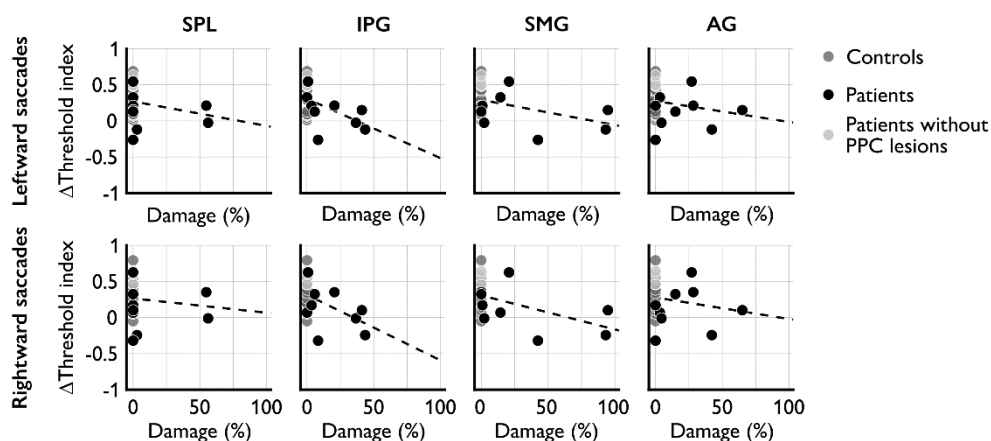 SPL IPG SMG AG
Leftward saccades
ΔThreshold index
1
0.5
0
-0.5
-1
Damage (%) Damage (%) Damage (%) Damage (%)
Controls
Patients
Patients without
PPC lesions
Rightward saccades
ΔThreshold index
1
0.5
0
-0.5
-1
0 50 100 0 50 100 0 50 100 0 50 100
Damage (%) Damage (%) Damage (%) Damage (%)